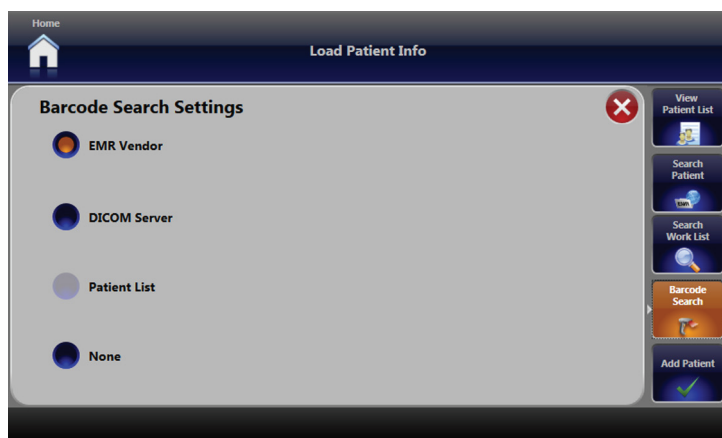 Home
Load Patient Info
Barcode Search Settings
EMR Vendor
DICOM Server
Patient List
None
View
Patient List
Search
Patient
EMR
Search
Work List
Barcode
Search
Add Patient